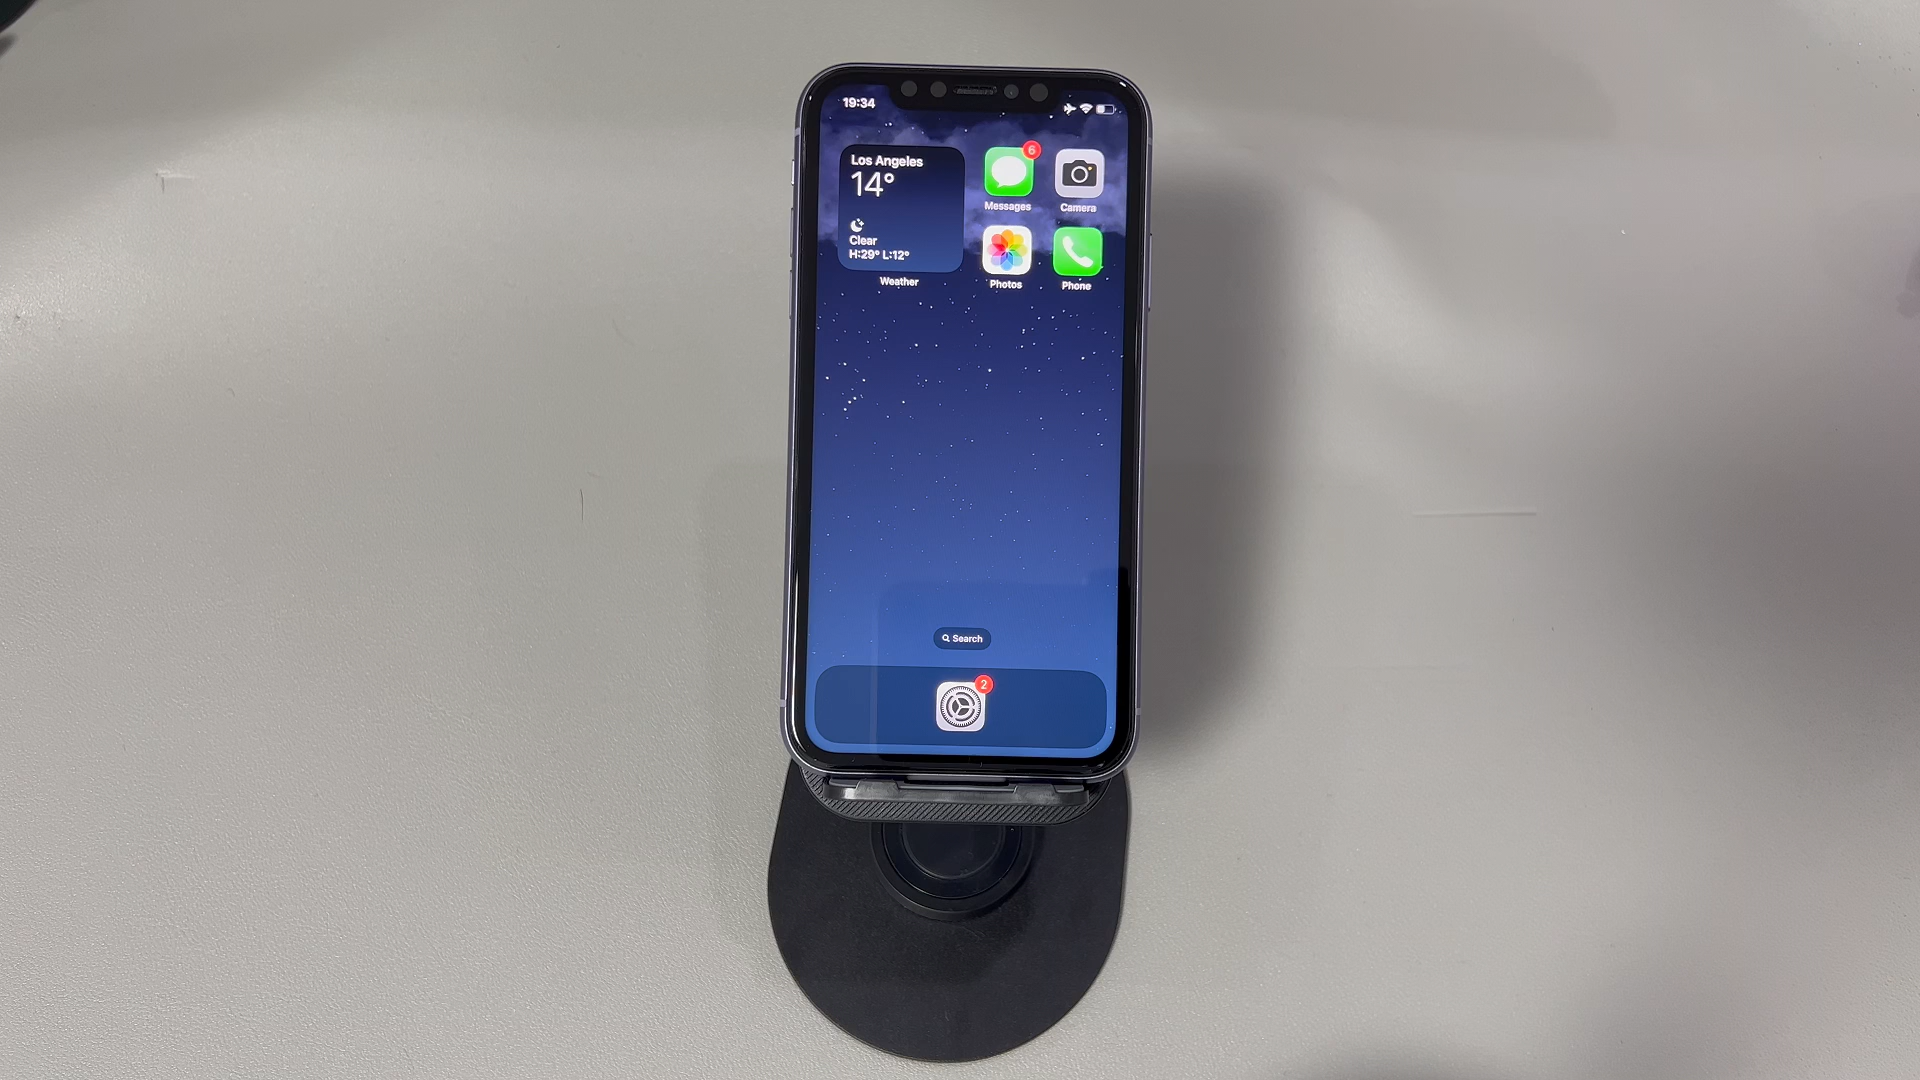 19:34
Los Angeles
14°
Clear
H:29° L:12°
Weather
6
Messages
Camera
Photos
Phone
Search
2